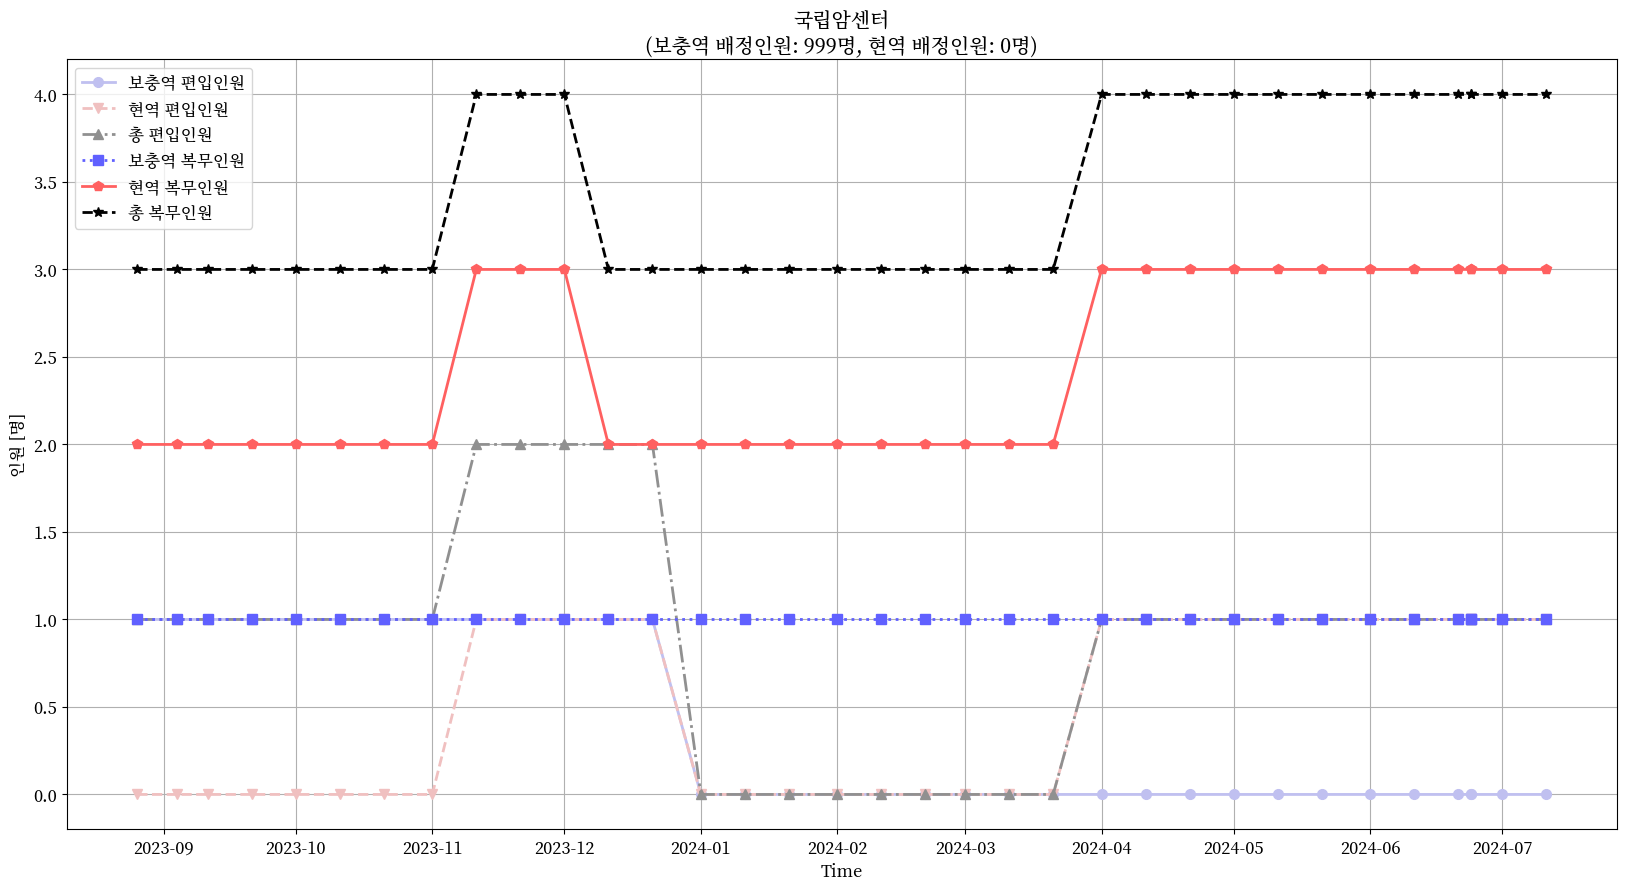 국립암센터
(보충역 배정인원: 999명, 현역 배정인원: 0명)
보충역 편입인원
현역 편입인원
총 편입인원
보충역 복무인원
현역 복무인원
총 복무인원
4.0
3.5
3.0
2.5
2.0
1.5
1.0
0.5
0.0
인원 [명]
2023-09 2023-10 2023-11 2023-12 2024-01 2024-02 2024-03 2024-04 2024-05 2024-06 2024-07
Time